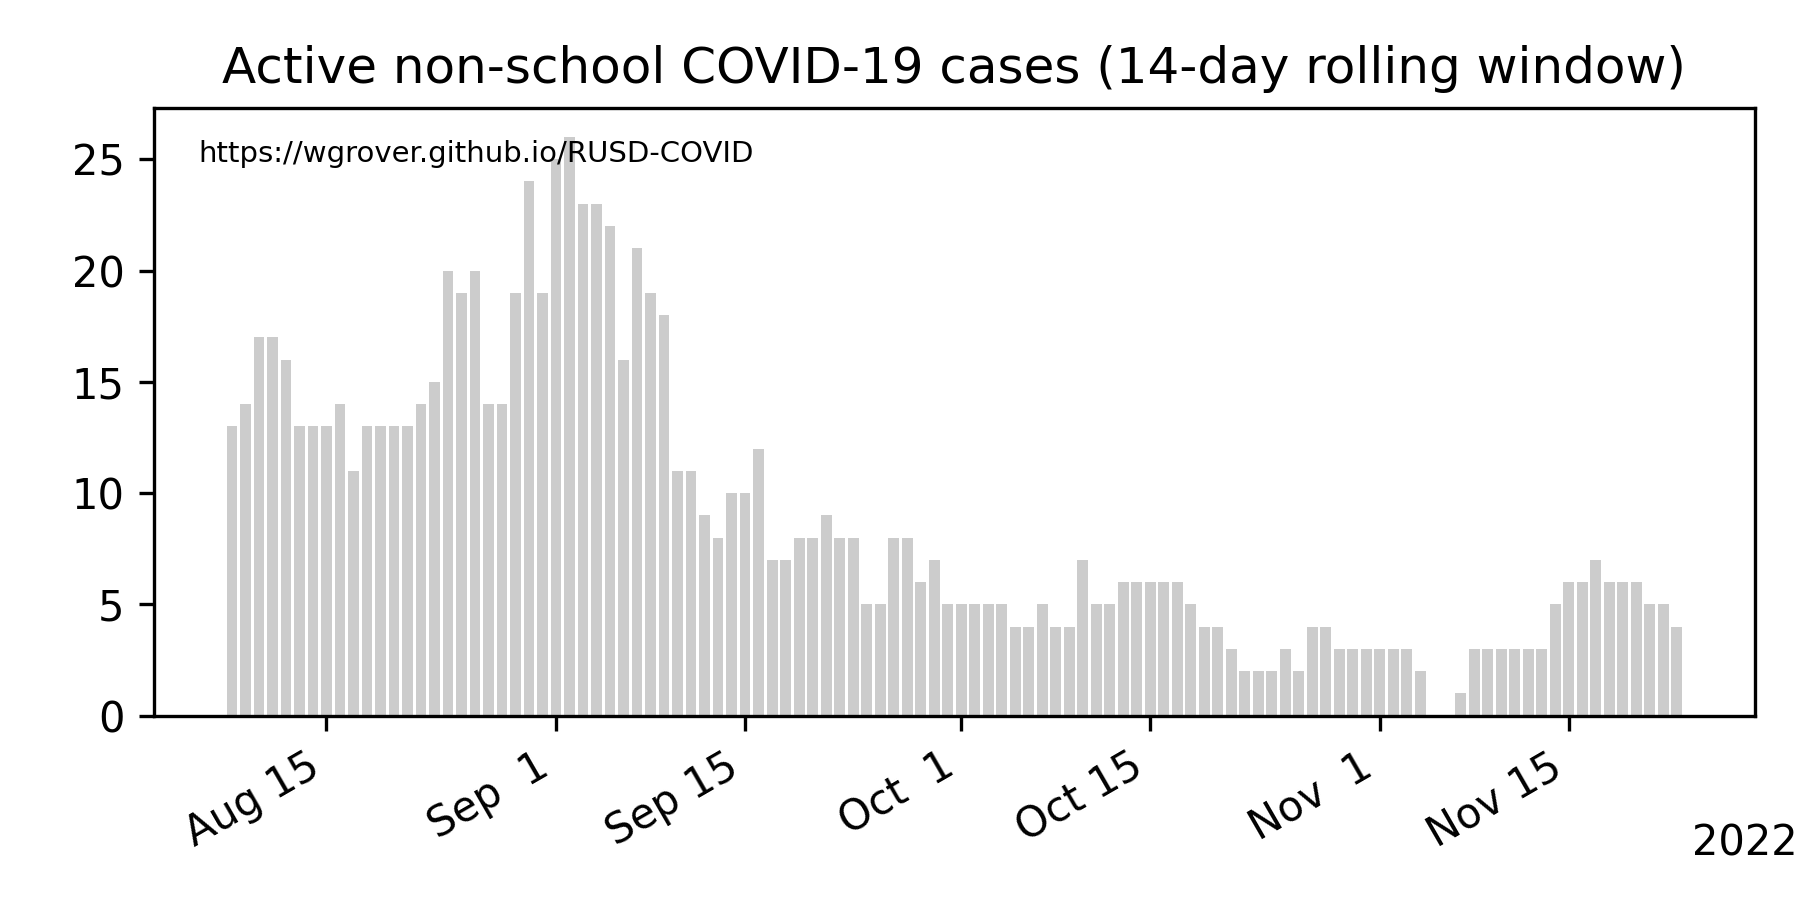 Active non-school COVID-19 cases (14-day rolling window)
https://wgrover.github.io/RUSD-COVID
25
20
15
10
5
0
Aug 15
Sep  1
Sep 15
Oct  1
Oct 15
Nov  1
Nov 15
2022